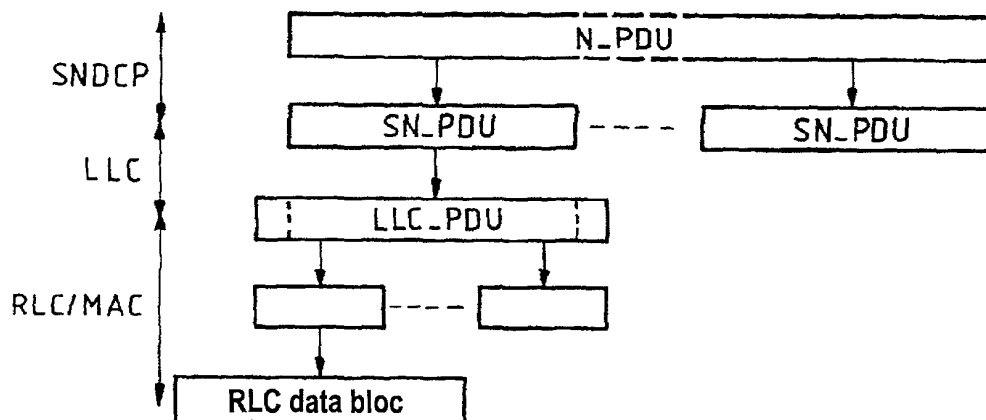 N_PDU
SNDCP
SN_PDU
SN_PDU
LLC
LLC_PDU
RLC/MAC
RLC data bloc